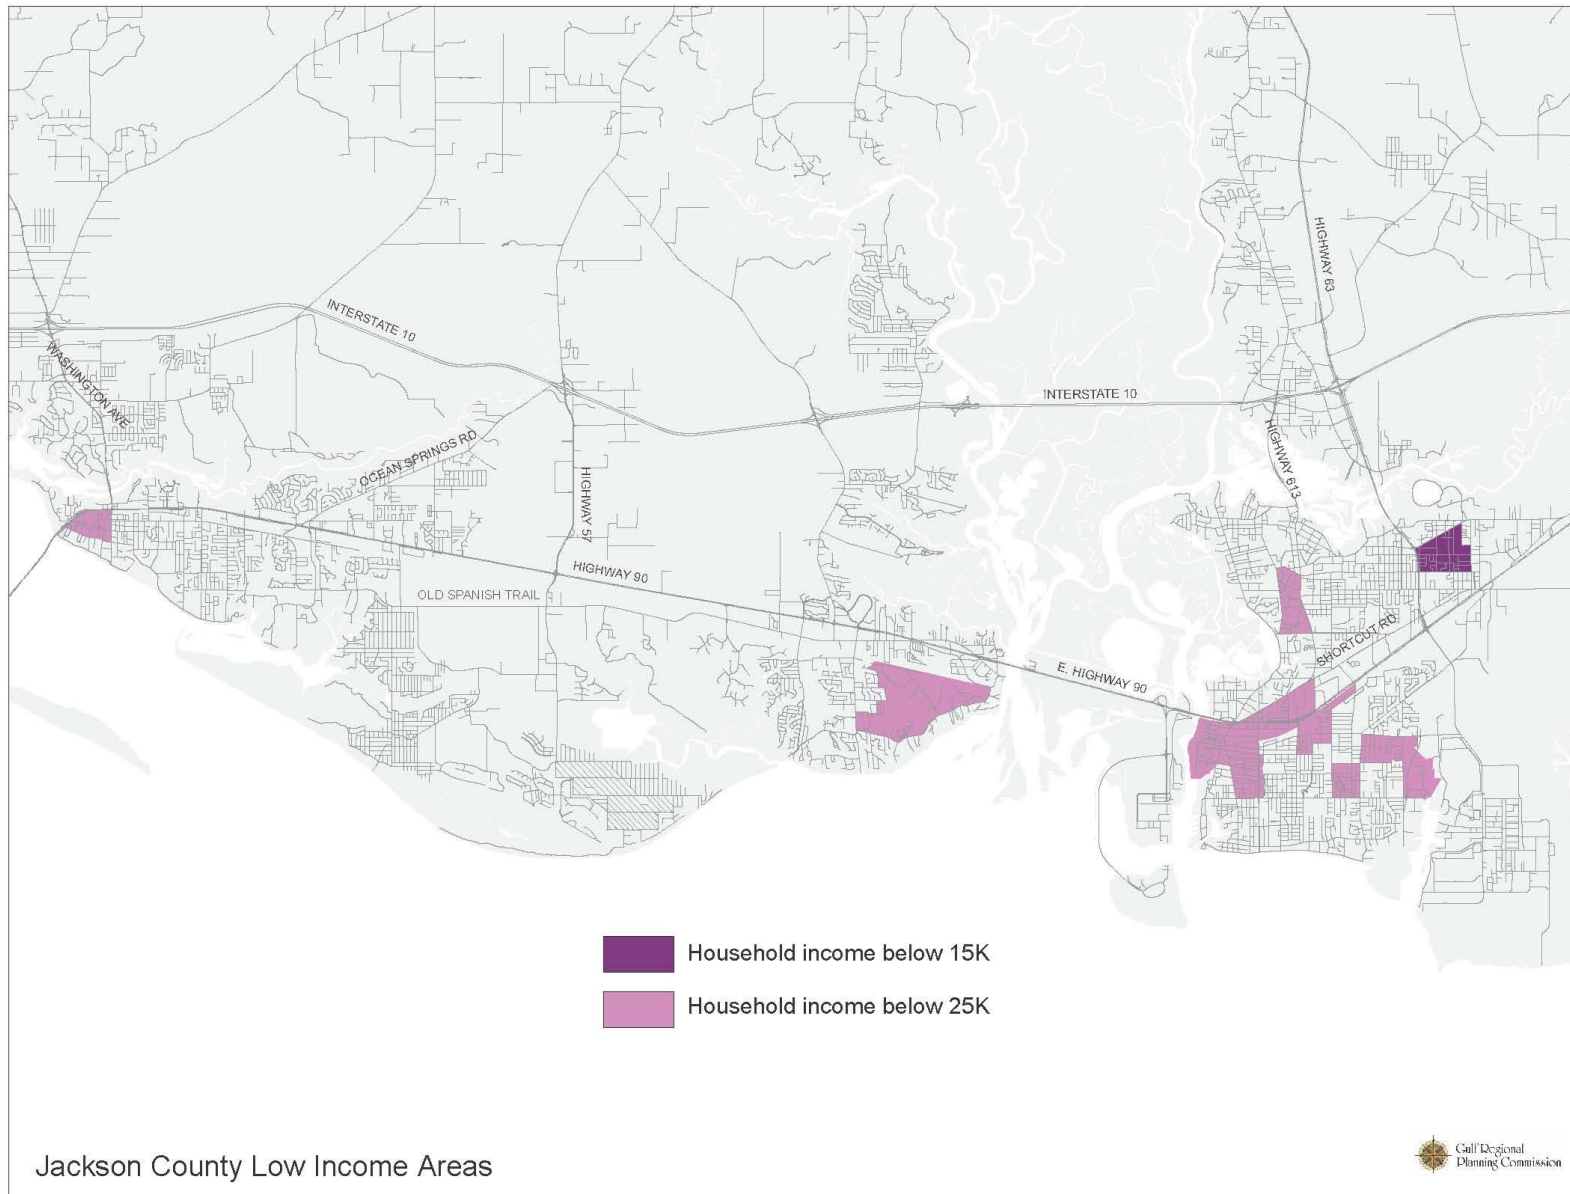 HIGHWAY 63
INTERSTATE 10
WASHINGTON AVE
INTERSTATE 10
HIGHWAY 613
OCEAN SPRINGS RD
HIGHWAY 57
HIGHWAY 90
OLD SPANISH TRAIL
SHORTCUT RD
E. HIGHWAY 90
Household income below 15K
Household income below 25K
Jackson County Low Income Areas
Gulf Regional
Planning Commission